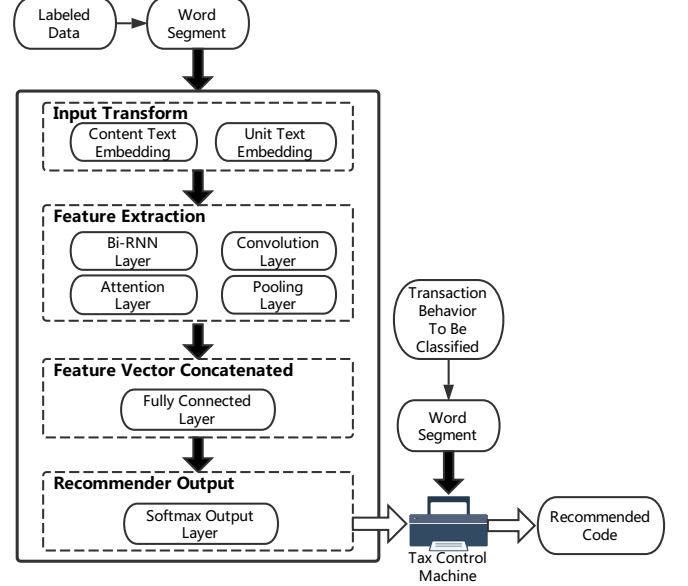 Labeled
Data
Word
Segment
Input Transform
Content Text
Embedding
Unit Text
Embedding
Feature Extraction
Bi-RNN
Layer
Convolution
Layer
Attention
Layer
Pooling
Layer
Feature Vector Concatenated
Fully Connected
Layer
Recommender Output
Softmax Output
Layer
Transaction
Behavior
To Be
Classified
Word
Segment
Tax Control
Machine
Recommended
Code